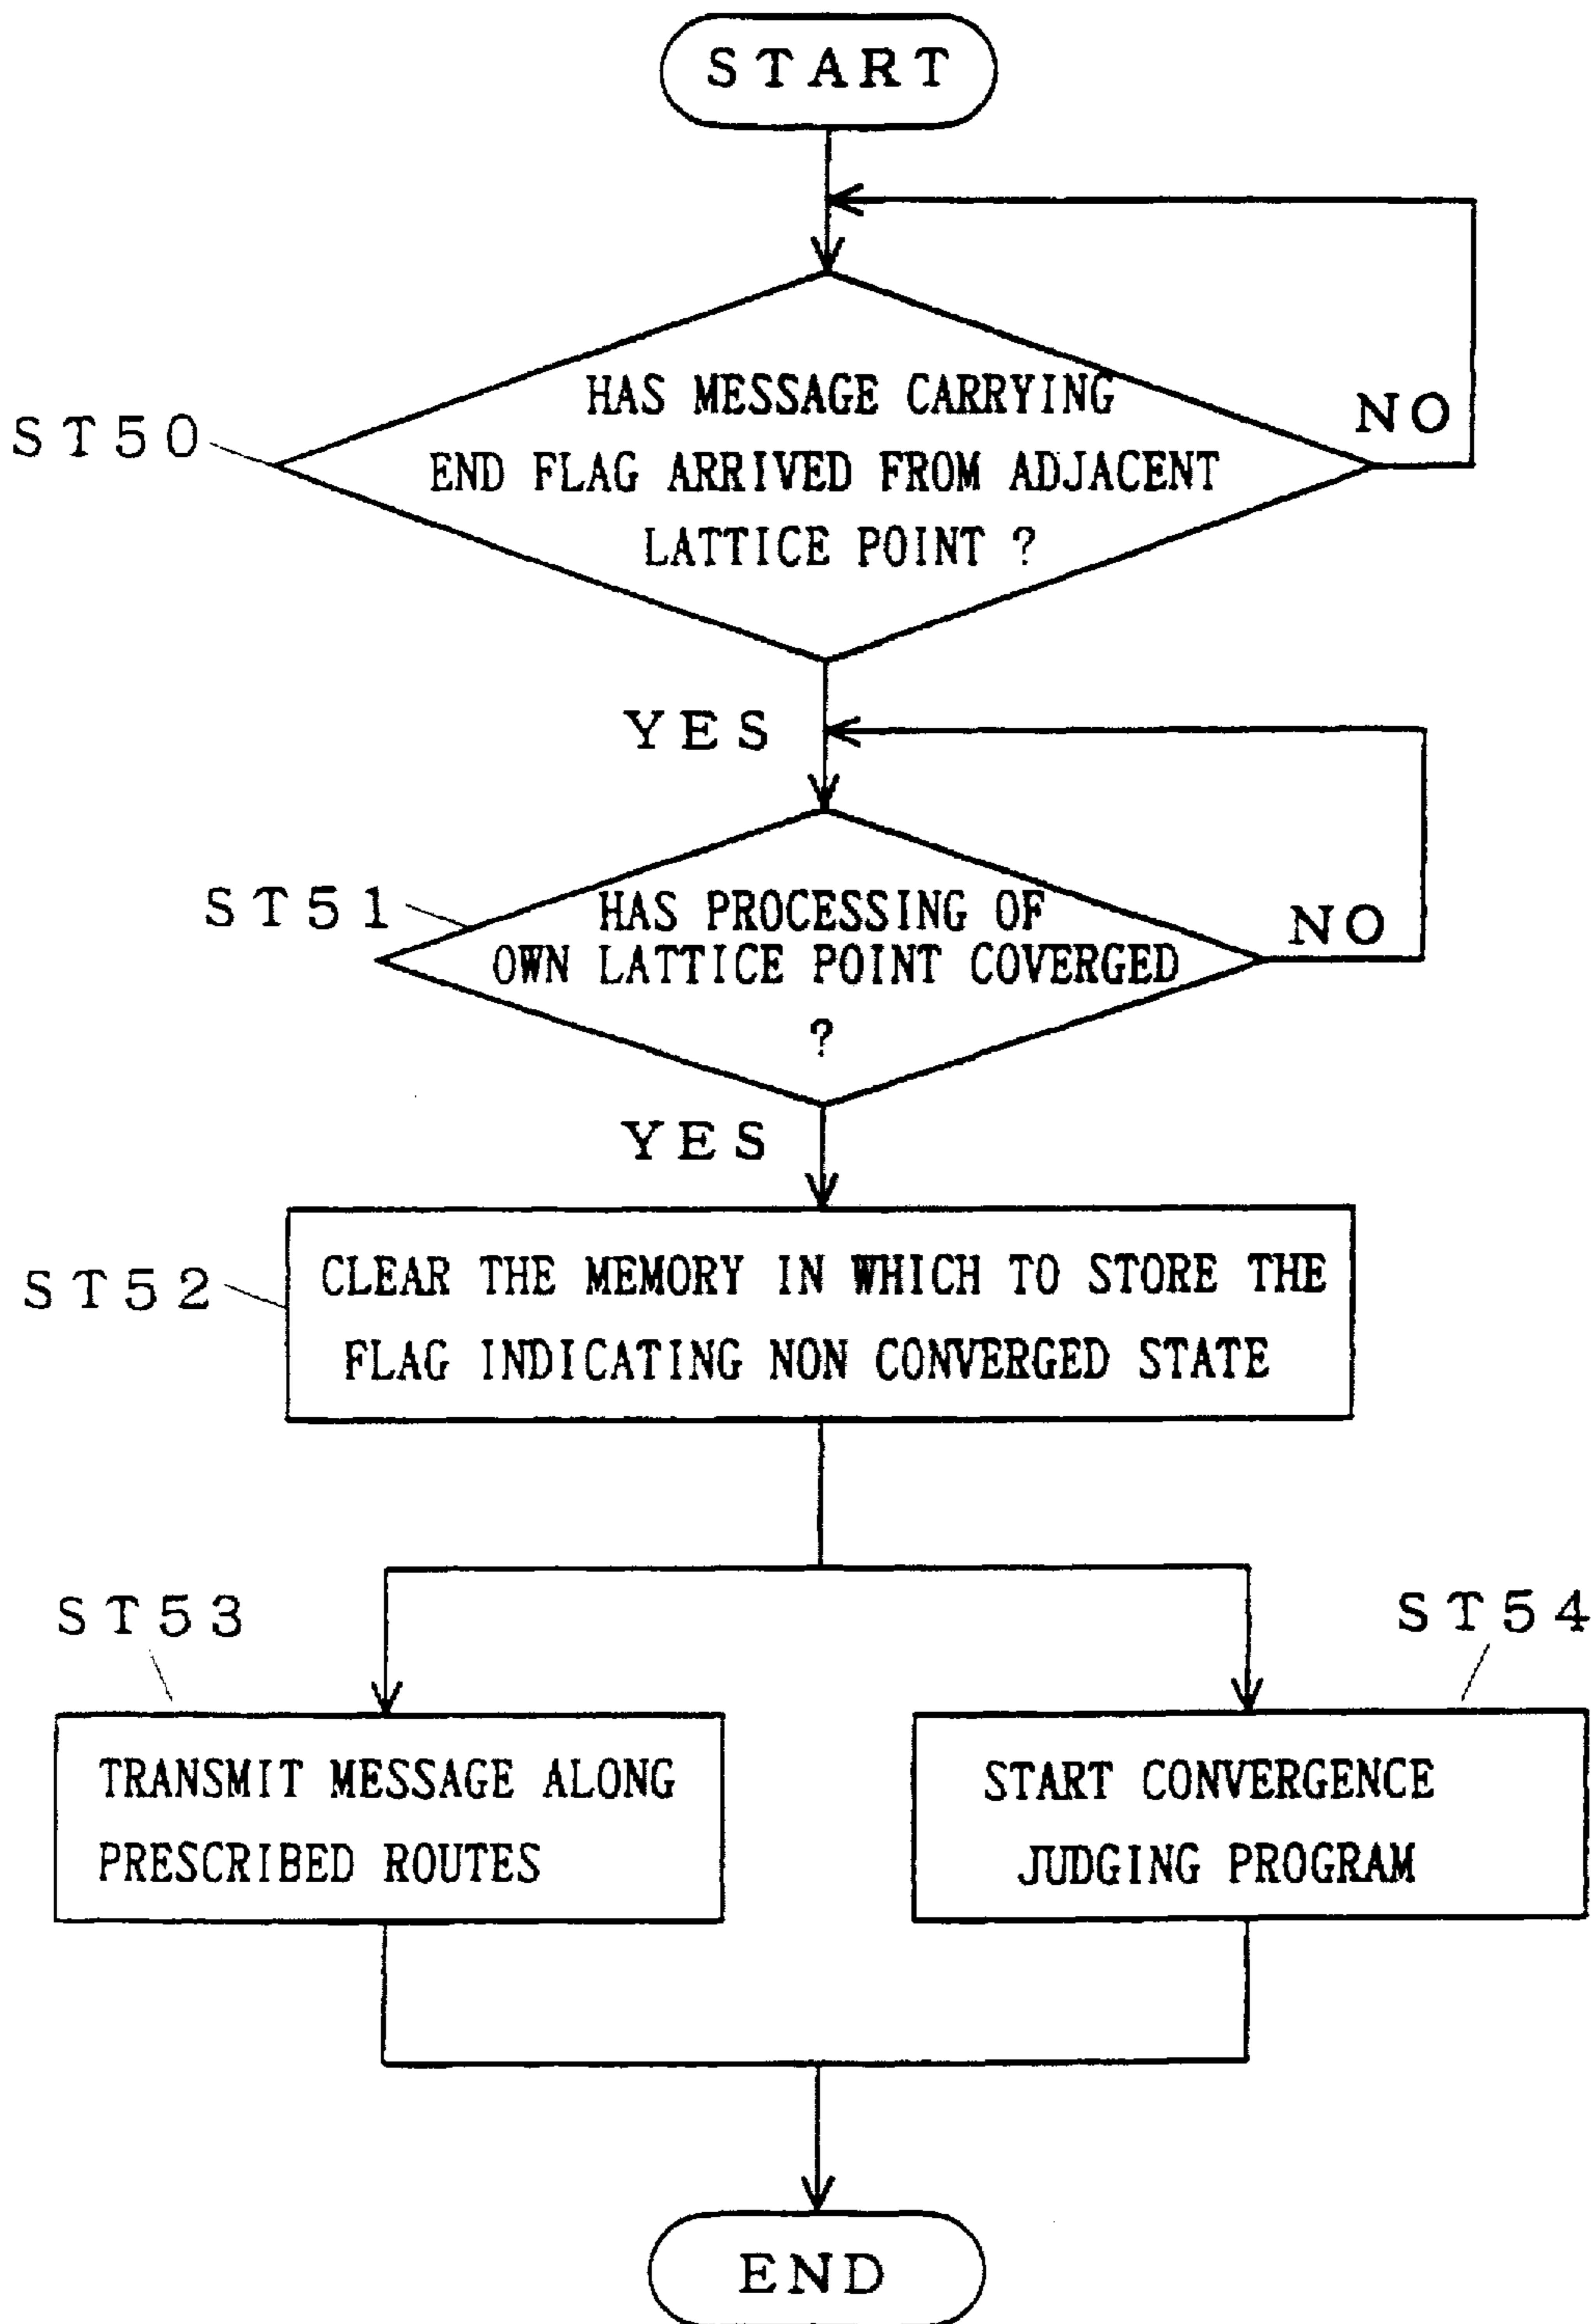 START
HAS MESSAGE CARRYING
NO
ST50
END FLAG ARRIVED FROM ADJACENT
LATTICE POINT ?
YES
ST51
HAS PROCESSING OF
NO
OWN LATTICE POINT COVERGED
?
YES
ST52
CLEAR THE MEMORY IN WHICH TO STORE THE
FLAG INDICATING NON CONVERGED STATE
ST53
ST54
TRANSMIT MESSAGE ALONG
PRESCRIBED ROUTES
START CONVERGENCE
JUDGING PROGRAM
END